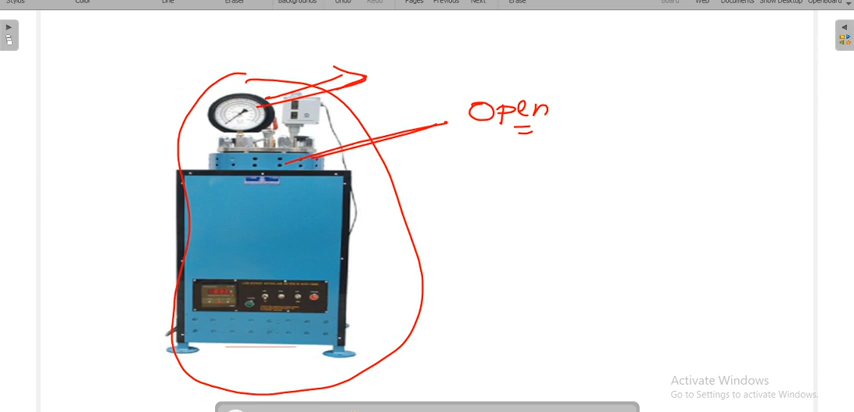 Stylus
Color
Line
Eraser
Backgrounds
Undo
Redo
Pages
Previous
Next
Erase
Board
Web
Documents
Show Desktop
OpenBoard
Open
Activate Windows
Go to Settings to activate Windows.